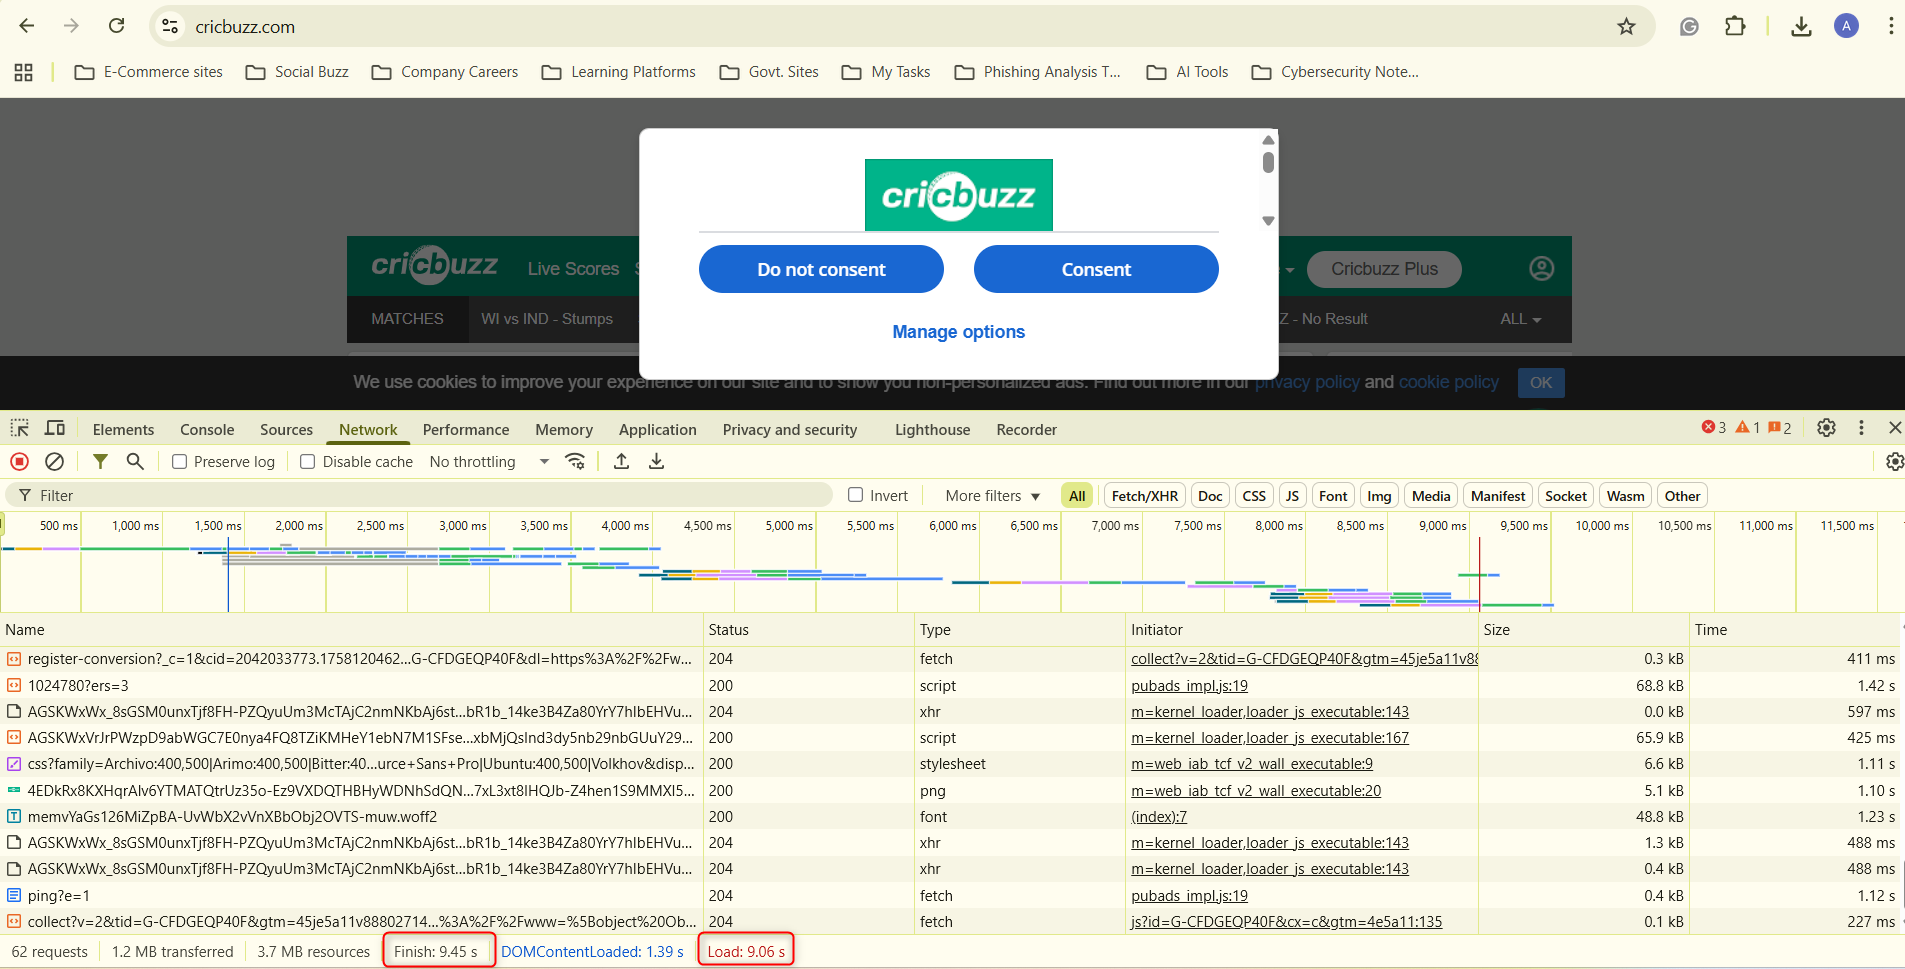 cricbuzz.com
A
E-Commerce sites
Social Buzz
Company Careers
Learning Platforms
Govt. Sites
My Tasks
Phishing Analysis T...
AI Tools
Cybersecurity Note...
cricbuzz
Do not consent
Consent
Manage options
cricbuzz
Live Scores
Cricbuzz Plus
MATCHES
WI vs IND - Stumps
Z - No Result
ALL
We use cookies to improve your experience on our site and to show you non-personalized ads. Find out more in our privacy policy and cookie policy
OK
Elements
Console
Sources
Network
Performance
Memory
Application
Privacy and security
Lighthouse
Recorder
3
1
2
Preserve log
Disable cache
No throttling
Filter
Invert
More filters
All
Fetch/XHR
Doc
CSS
JS
Font
Img
Media
Manifest
Socket
Wasm
Other
500 ms
1,000 ms
1,500 ms
2,000 ms
2,500 ms
3,000 ms
3,500 ms
4,000 ms
4,500 ms
5,000 ms
5,500 ms
6,000 ms
6,500 ms
7,000 ms
7,500 ms
8,000 ms
8,500 ms
9,000 ms
9,500 ms
10,000 ms
10,500 ms
11,000 ms
11,500 ms
Name Status Type Initiator Size Time
register-conversion?_c=1&cid=2042033773.1758120462...G-CFDGEQP40F&dl=https%3A%2F%2Fw... 204 fetch collect?v=2&tid=G-CFDGEQP40F&gtm=45je5a11v88 0.3 kB 411 ms
1024780?ers=3 200 script pubads_impl.js:19 68.8 kB 1.42 s
AGSKWxWx_8sGSM0unxTjf8FH-PZQyuUm3McTAjC2nmNKbAj6st...bR1b_14ke3B4Za80YrY7hIbEHVu... 204 xhr m=kernel_loader,loader_js_executable:143 0.0 kB 597 ms
AGSKWxVrJrPWzpD9abWGC7E0nya4FQ8TZiKMHeY1ebN7M1SFse...xbMjQsInd3dy5nb29nbGUuY29... 200 script m=kernel_loader,loader_js_executable:167 65.9 kB 425 ms
css?family=Archivo:400,500|Arimo:400,500|Bitter:40...urce+Sans+Pro|Ubuntu:400,500|Volkhov&disp... 200 stylesheet m=web_iab_tcf_v2_wall_executable:9 6.6 kB 1.11 s
4EDkRx8KXHqrAlv6YTMATQtrUz35o-Ez9VXDQTHBHyWDNhSdQN...7xL3xt8lHQJb-Z4hen1S9MMXI5... 200 png m=web_iab_tcf_v2_wall_executable:20 5.1 kB 1.10 s
memvYaGs126MiZpBA-UvWbX2vVnXBbObj2OVTS-muw.woff2 200 font (index):7 48.8 kB 1.23 s
AGSKWxWx_8sGSM0unxTjf8FH-PZQyuUm3McTAjC2nmNKbAj6st...bR1b_14ke3B4Za80YrY7hIbEHVu... 204 xhr m=kernel_loader,loader_js_executable:143 1.3 kB 488 ms
AGSKWxWx_8sGSM0unxTjf8FH-PZQyuUm3McTAjC2nmNKbAj6st...bR1b_14ke3B4Za80YrY7hIbEHVu... 204 xhr m=kernel_loader,loader_js_executable:143 0.4 kB 488 ms
ping?e=1 204 fetch pubads_impl.js:19 0.4 kB 1.12 s
collect?v=2&tid=G-CFDGEQP40F&gtm=45je5a11v88802714...%3A%2F%2Fwww=%5Bobject%20Ob... 204 fetch js?id=G-CFDGEQP40F&cx=c&gtm=4e5a11:135 0.1 kB 227 ms
62 requests
1.2 MB transferred
3.7 MB resources
Finish: 9.45 s
DOMContentLoaded: 1.39 s
Load: 9.06 s